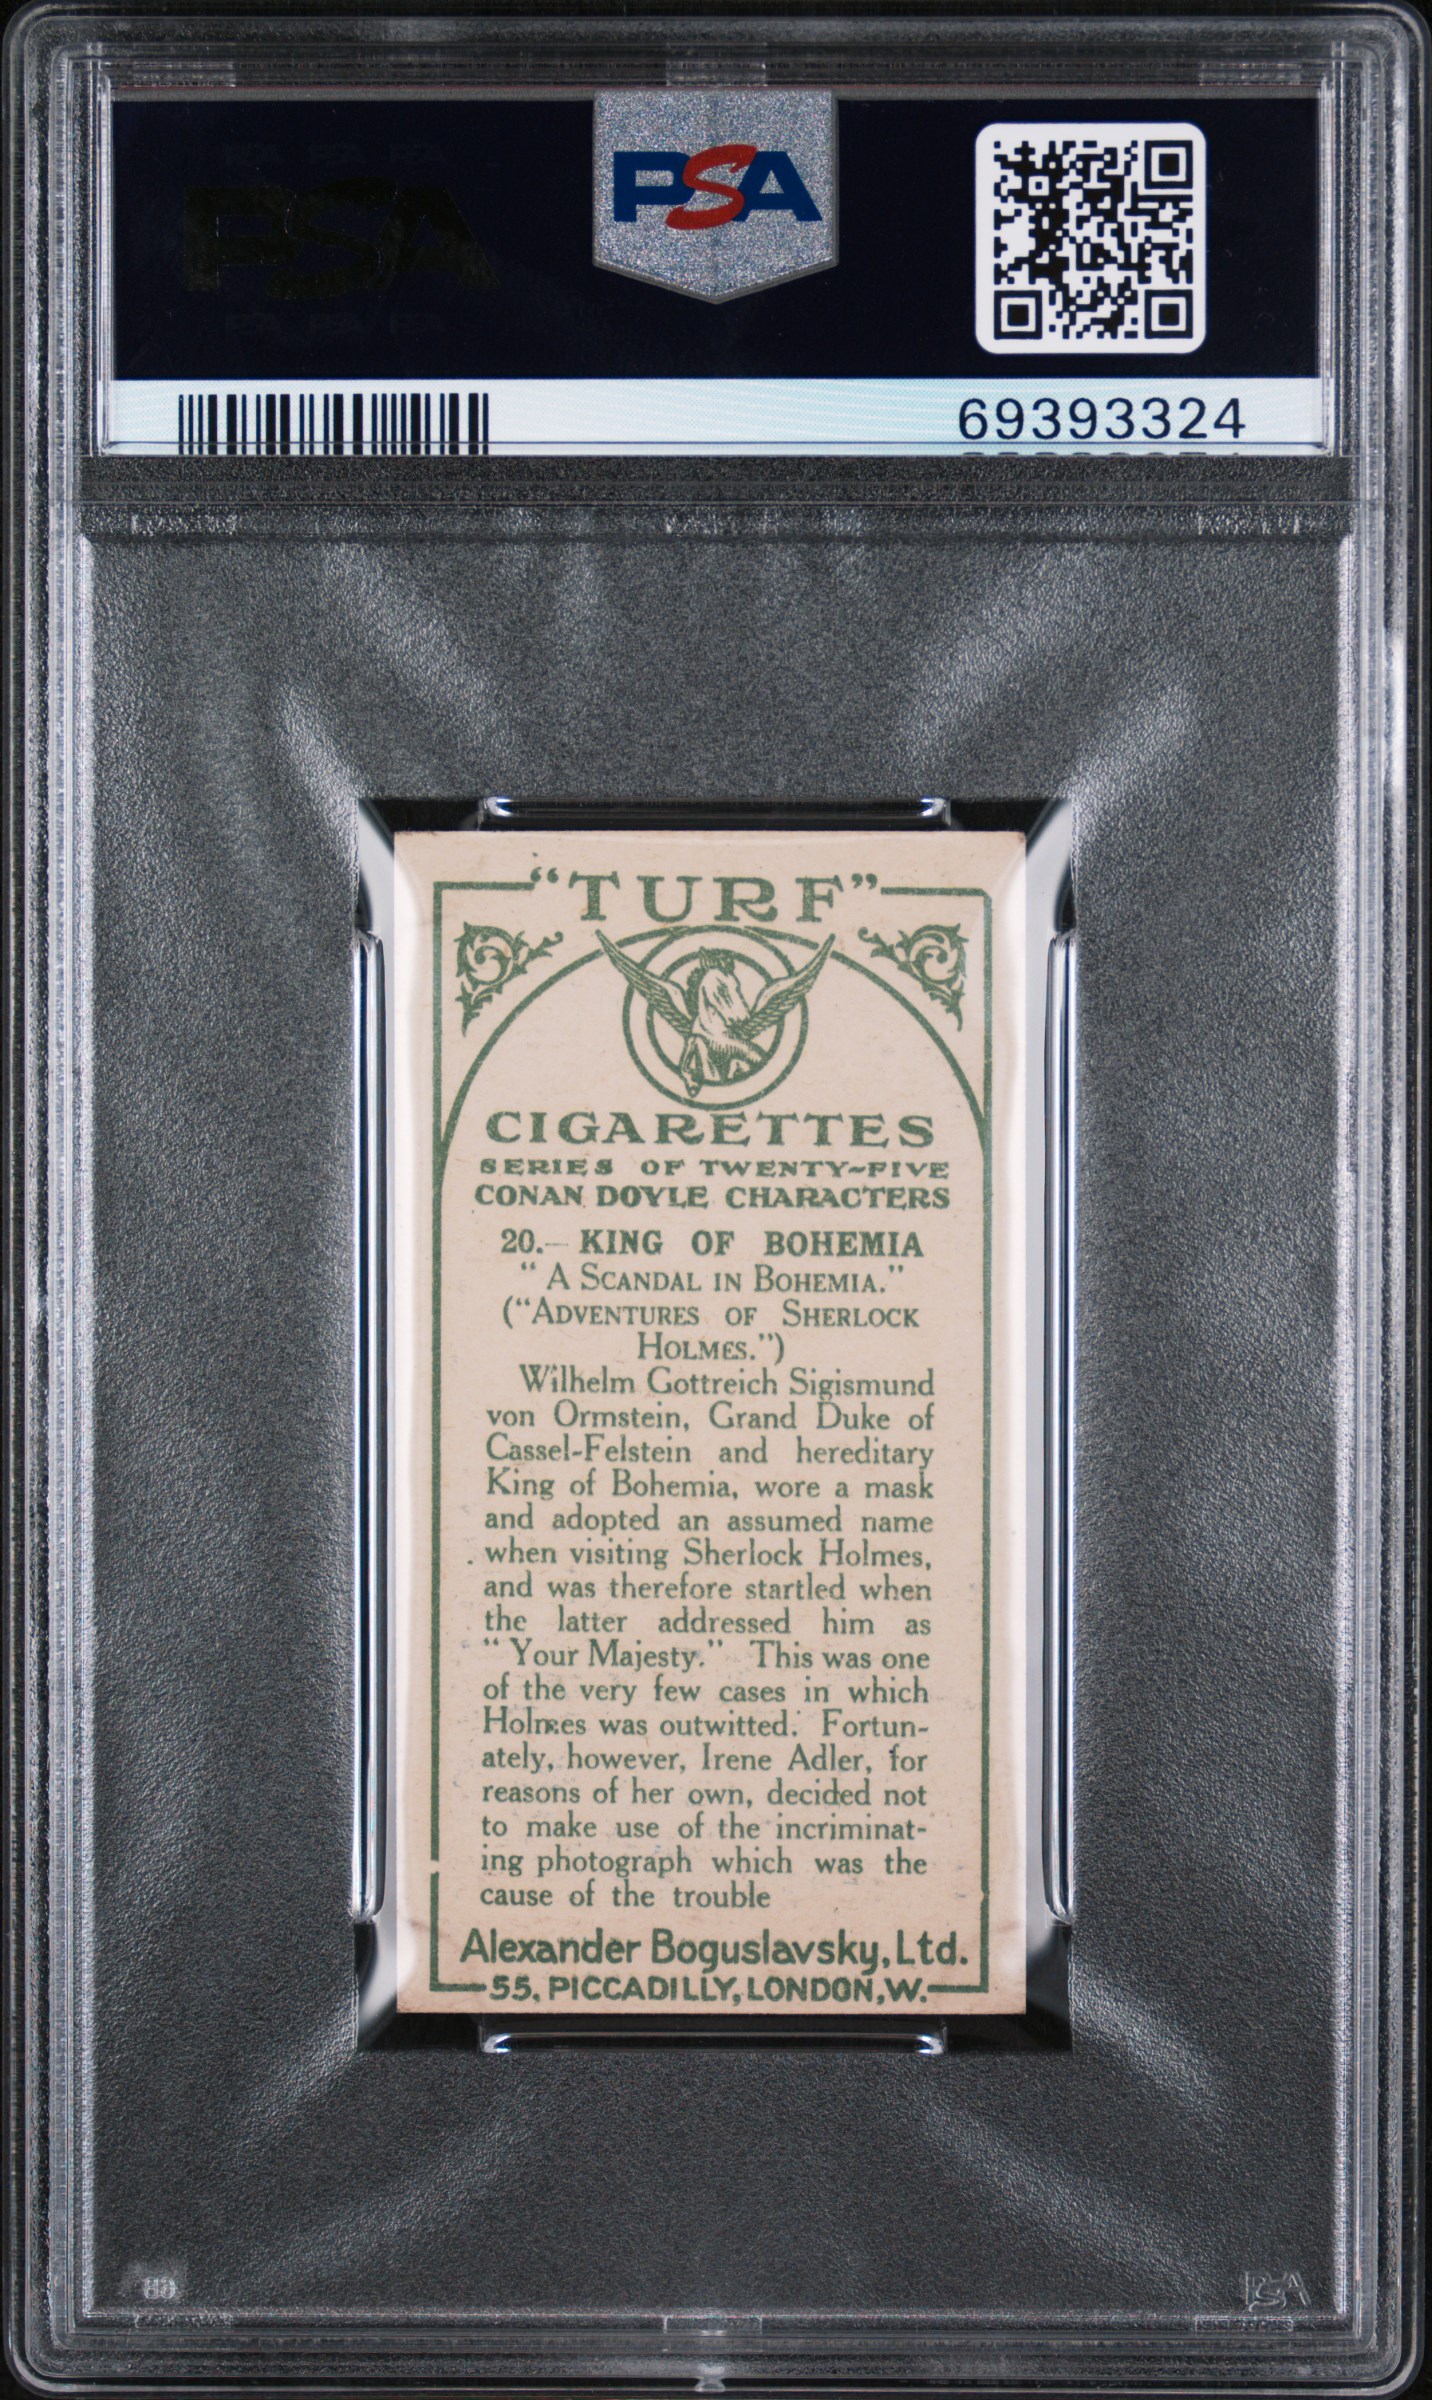 PSA
PSA
69393324
"TURF"
CIGARETTES
SERIES OF TWENTY-FIVE
CONAN DOYLE CHARACTERS
20.— KING OF BOHEMIA
"A SCANDAL IN BOHEMIA."
("ADVENTURES OF SHERLOCK
HOLMES.")
Wilhelm Gottreich Sigismund
von Ormstein, Grand Duke of
Cassel-Felstein and hereditary
King of Bohemia, wore a mask
and adopted an assumed name
when visiting Sherlock Holmes,
and was therefore startled when
the latter addressed him as
"Your Majesty." This was one
of the very few cases in which
Holmes was outwitted. Fortun-
ately, however, Irene Adler, for
reasons of her own, decided not
to make use of the incriminat-
ing photograph which was the
cause of the trouble
Alexander Boguslavsky, Ltd.
55, PICCADILLY, LONDON, W.
PSA